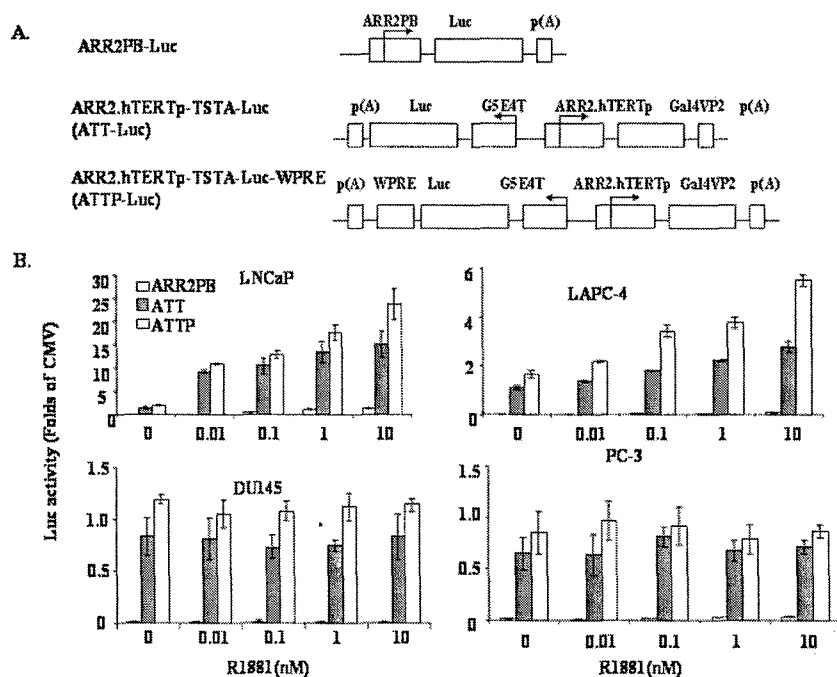 A.
ARR2PB-Luc
ARR2PB Luc p(A)
ARR2.hTERTp-TSTA-Luc
(ATT-Luc)
p(A) Luc G5E4T ARR2.hTERTp Gal4VP2 p(A)
ARR2.hTERTp-TSTA-Luc-WPRE
(ATTP-Luc)
p(A) WPRE Luc G5E4T ARR2.hTERTp Gal4VP2 p(A)
B.
Luc activity (Folds of CMV)
LNCaP
ARR2PB
ATT
ATTP
30
25
20
15
10
5
0
0 0.01 0.1 1 10
LAPC-4
6
4
2
0
0 0.01 0.1 1 10
DU145
1.5
1.0
0.5
0
0 0.01 0.1 1 10
R1881(nM)
PC-3
1.5
1.0
0.5
0
0 0.01 0.1 1 10
R1881(nM)